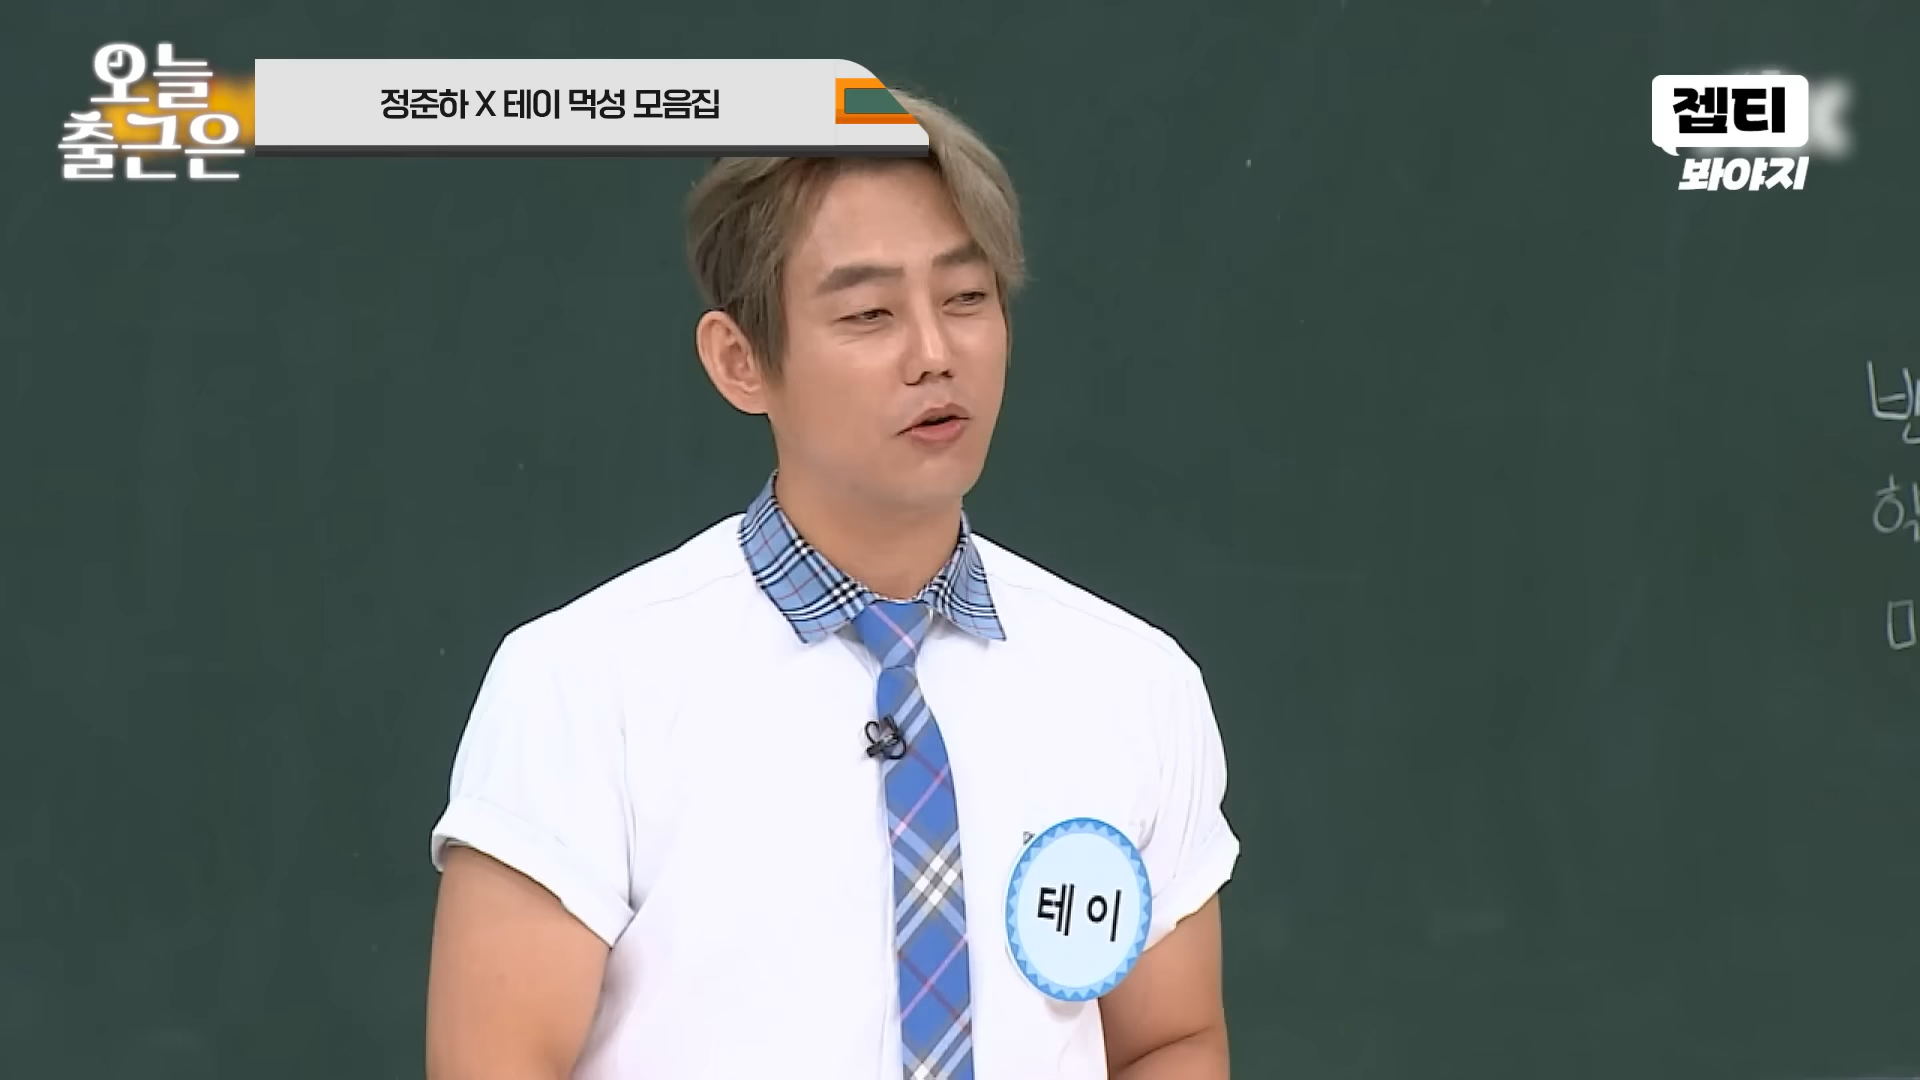 오늘
출근은
정준하 X 테이 먹성 모음집
젭티
봐야지
테이